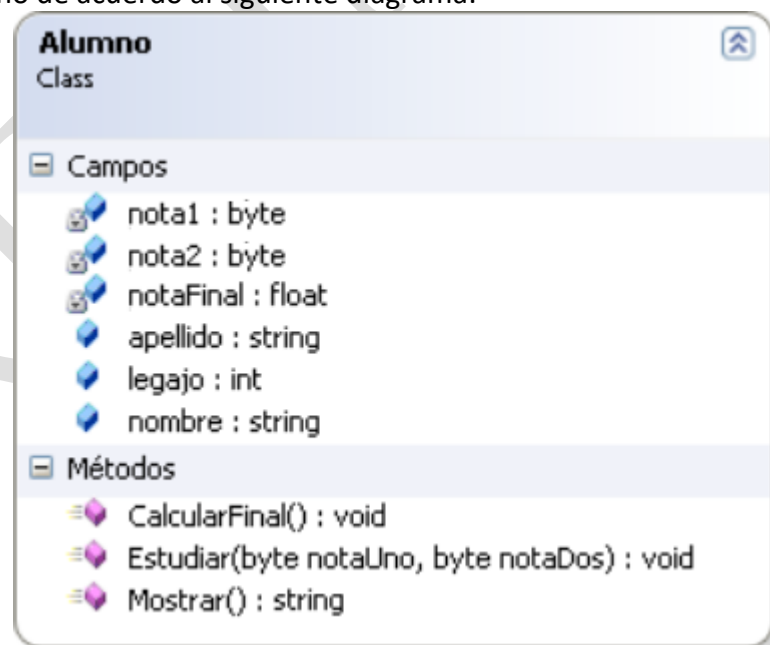 de acuerdo al siguiente diagrama:
Alumno
Class
Campos
nota1 : byte
nota2 : byte
notaFinal : float
apellido : string
legajo : int
nombre : string
Métodos
CalcularFinal() : void
Estudiar(byte notaUno, byte notaDos) : void
Mostrar() : string